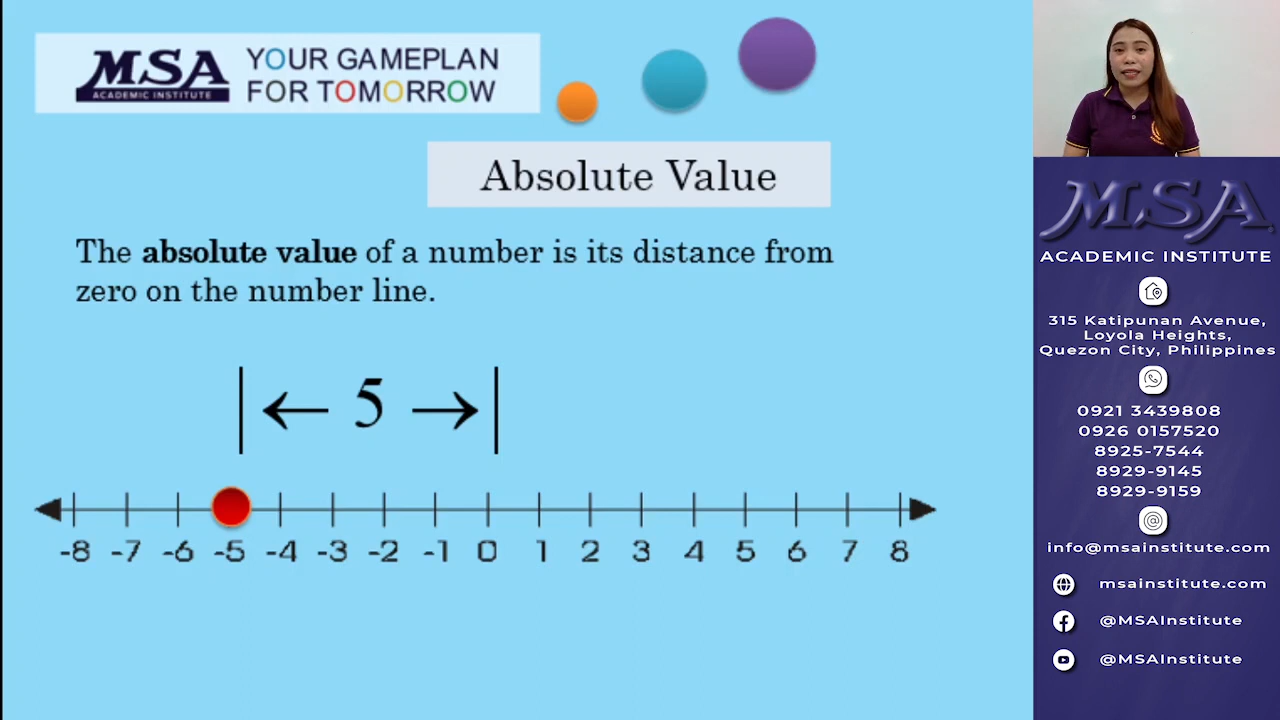 MSA
ACADEMIC INSTITUTE
YOUR GAMEPLAN
FOR TOMORROW
Absolute Value
The absolute value of a number is its distance from
zero on the number line.
|← 5 →|
-8 -7 -6 -5 -4 -3 -2 -1 0 1 2 3 4 5 6 7 8
MSA
ACADEMIC INSTITUTE
315 Katipunan Avenue,
Loyola Heights,
Quezon City, Philippines
0921 3439808
0926 0157520
8925-7544
8929-9145
8929-9159
info@msainstitute.com
msainstitute.com
@MSAInstitute
@MSAInstitute